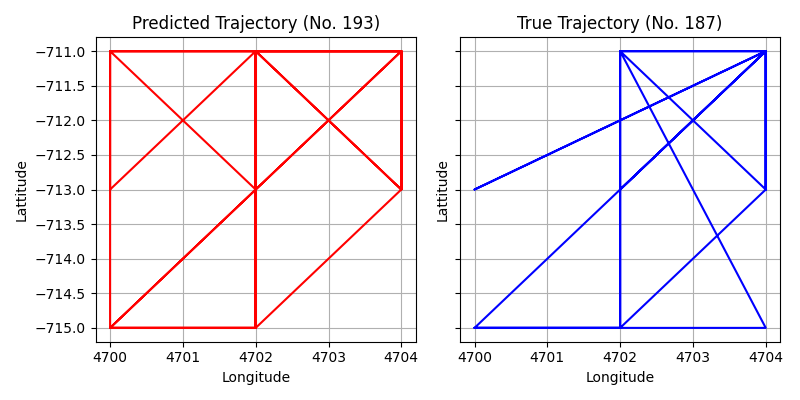 Predicted Trajectory (No. 193)
True Trajectory (No. 187)
Lattitude
−711.0
−711.5
−712.0
−712.5
−713.0
−713.5
−714.0
−714.5
−715.0
4700 4701 4702 4703 4704
Longitude
Lattitude
4700 4701 4702 4703 4704
Longitude